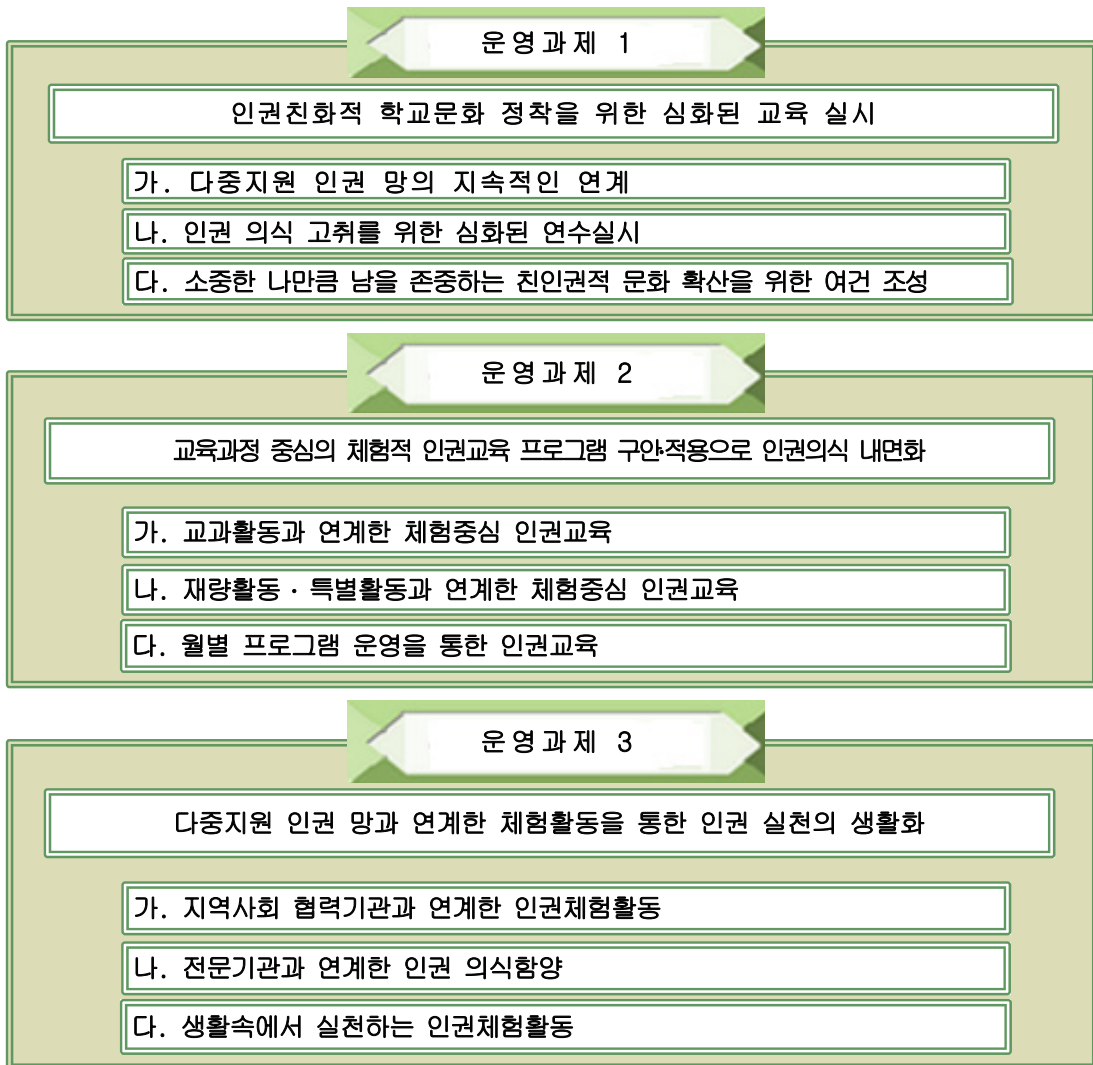 운영과제 1
인권친화적 학교문화 정착을 위한 심화된 교육 실시
가. 다중지원 인권 망의 지속적인 연계
나. 인권 의식 고취를 위한 심화된 연수실시
다. 소중한 나만큼 남을 존중하는 친인권적 문화 확산을 위한 여건 조성
운영과제 2
교육과정 중심의 체험적 인권교육 프로그램 구안·적용으로 인권의식 내면화
가. 교과활동과 연계한 체험중심 인권교육
나. 재량활동 · 특별활동과 연계한 체험중심 인권교육
다. 월별 프로그램 운영을 통한 인권교육
운영과제 3
다중지원 인권 망과 연계한 체험활동을 통한 인권 실천의 생활화
가. 지역사회 협력기관과 연계한 인권체험활동
나. 전문기관과 연계한 인권 의식함양
다. 생활속에서 실천하는 인권체험활동